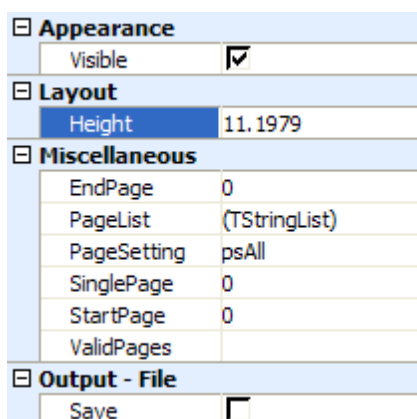 Appearance
Visible
Layout
Height 11.1979
Miscellaneous
EndPage 0
PageList (TStringList)
PageSetting psAll
SinglePage 0
StartPage 0
ValidPages
Output - File
Save